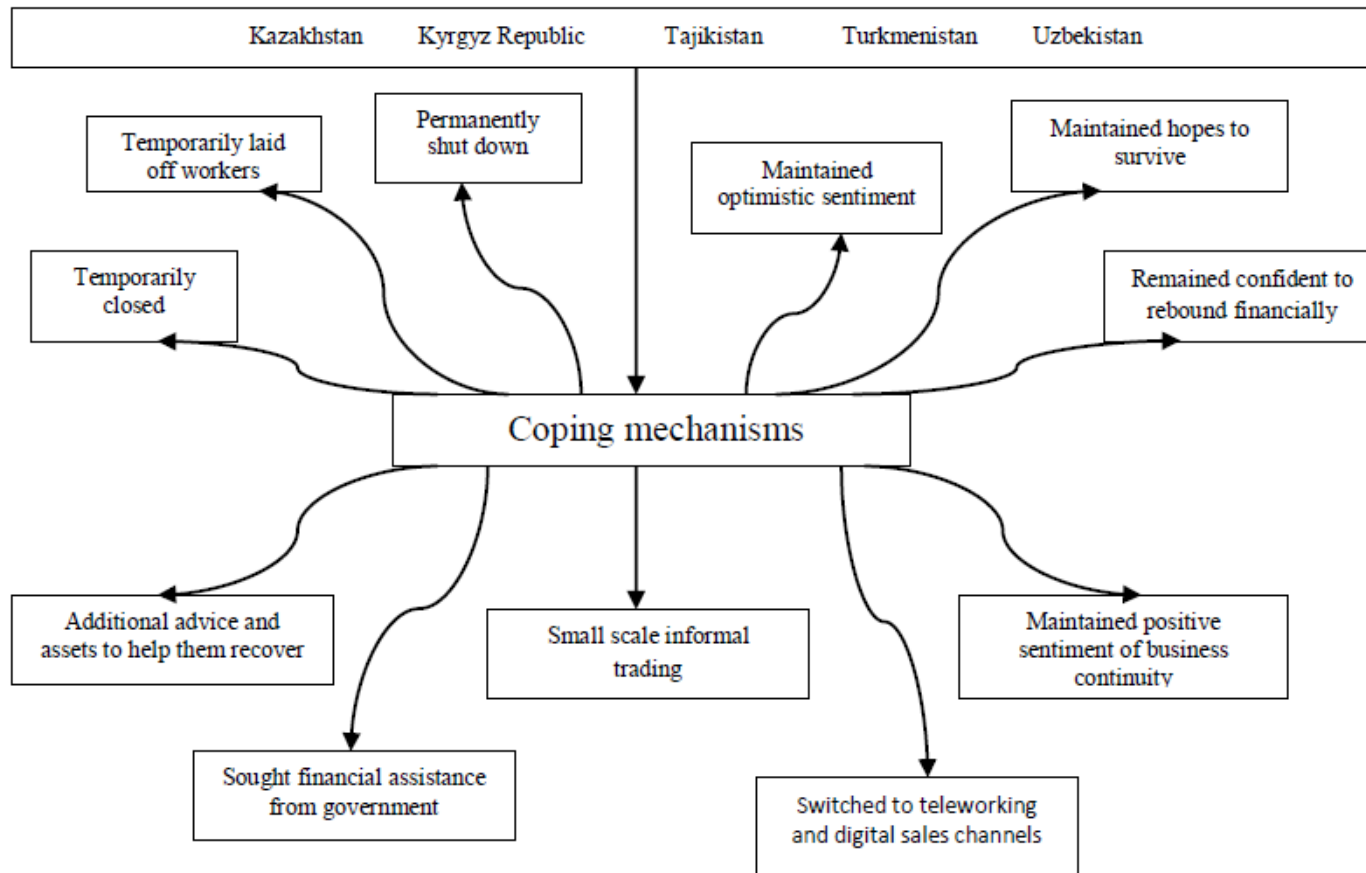 Kazakhstan Kyrgyz Republic Tajikistan Turkmenistan Uzbekistan
Temporarily laid
off workers
Permanently
shut down
Maintained
optimistic sentiment
Maintained hopes to
survive
Temporarily
closed
Remained confident to
rebound financially
Coping mechanisms
Additional advice and
assets to help them recover
Small scale informal
trading
Maintained positive
sentiment of business
continuity
Sought financial assistance
from government
Switched to teleworking
and digital sales channels